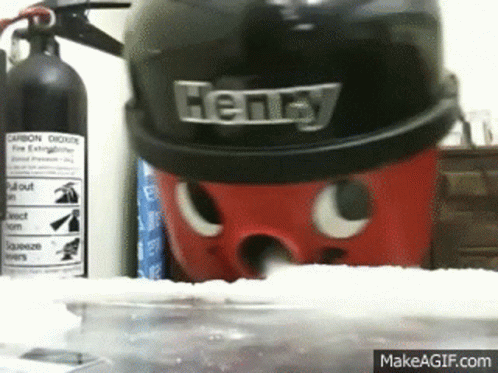 Henry
CARBON DIOXIDE
Fire Extinguisher
Pull out
pin
Direct
horn
Squeeze
levers
MakeAGIF.com